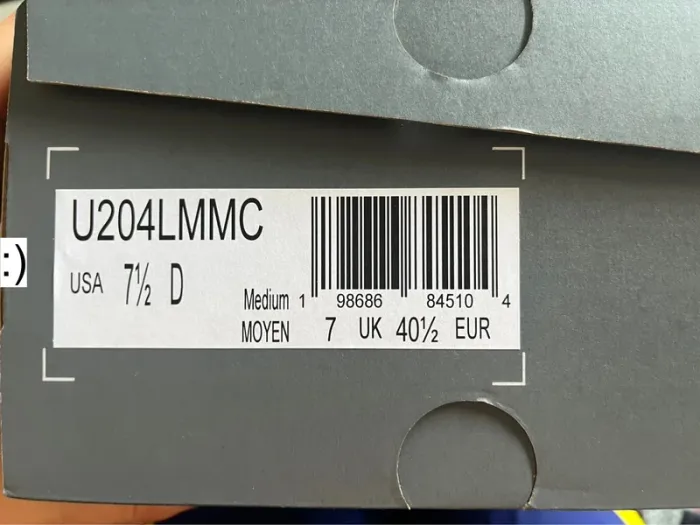 U204LMMC
:)
USA 7½ D
Medium 1 98686 84510 4
MOYEN 7 UK 40½ EUR